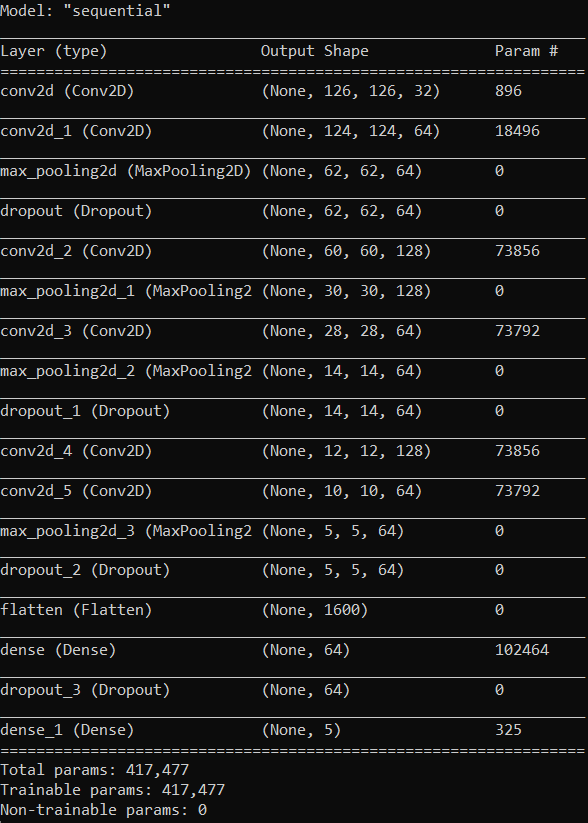 Model: "sequential"
Layer (type) Output Shape Param #
conv2d (Conv2D) (None, 126, 126, 32) 896
conv2d_1 (Conv2D) (None, 124, 124, 64) 18496
max_pooling2d (MaxPooling2D) (None, 62, 62, 64) 0
dropout (Dropout) (None, 62, 62, 64) 0
conv2d_2 (Conv2D) (None, 60, 60, 128) 73856
max_pooling2d_1 (MaxPooling2 (None, 30, 30, 128) 0
conv2d_3 (Conv2D) (None, 28, 28, 64) 73792
max_pooling2d_2 (MaxPooling2 (None, 14, 14, 64) 0
dropout_1 (Dropout) (None, 14, 14, 64) 0
conv2d_4 (Conv2D) (None, 12, 12, 128) 73856
conv2d_5 (Conv2D) (None, 10, 10, 64) 73792
max_pooling2d_3 (MaxPooling2 (None, 5, 5, 64) 0
dropout_2 (Dropout) (None, 5, 5, 64) 0
flatten (Flatten) (None, 1600) 0
dense (Dense) (None, 64) 102464
dropout_3 (Dropout) (None, 64) 0
dense_1 (Dense) (None, 5) 325
Total params: 417,477
Trainable params: 417,477
Non-trainable params: 0